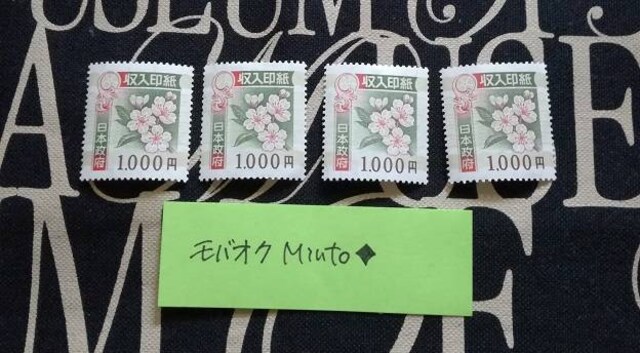 収入印紙
日本政府
1,000円
収入印紙
日本政府
1,000円
収入印紙
日本政府
1,000円
収入印紙
日本政府
1,000円
モバオク Miuto◆